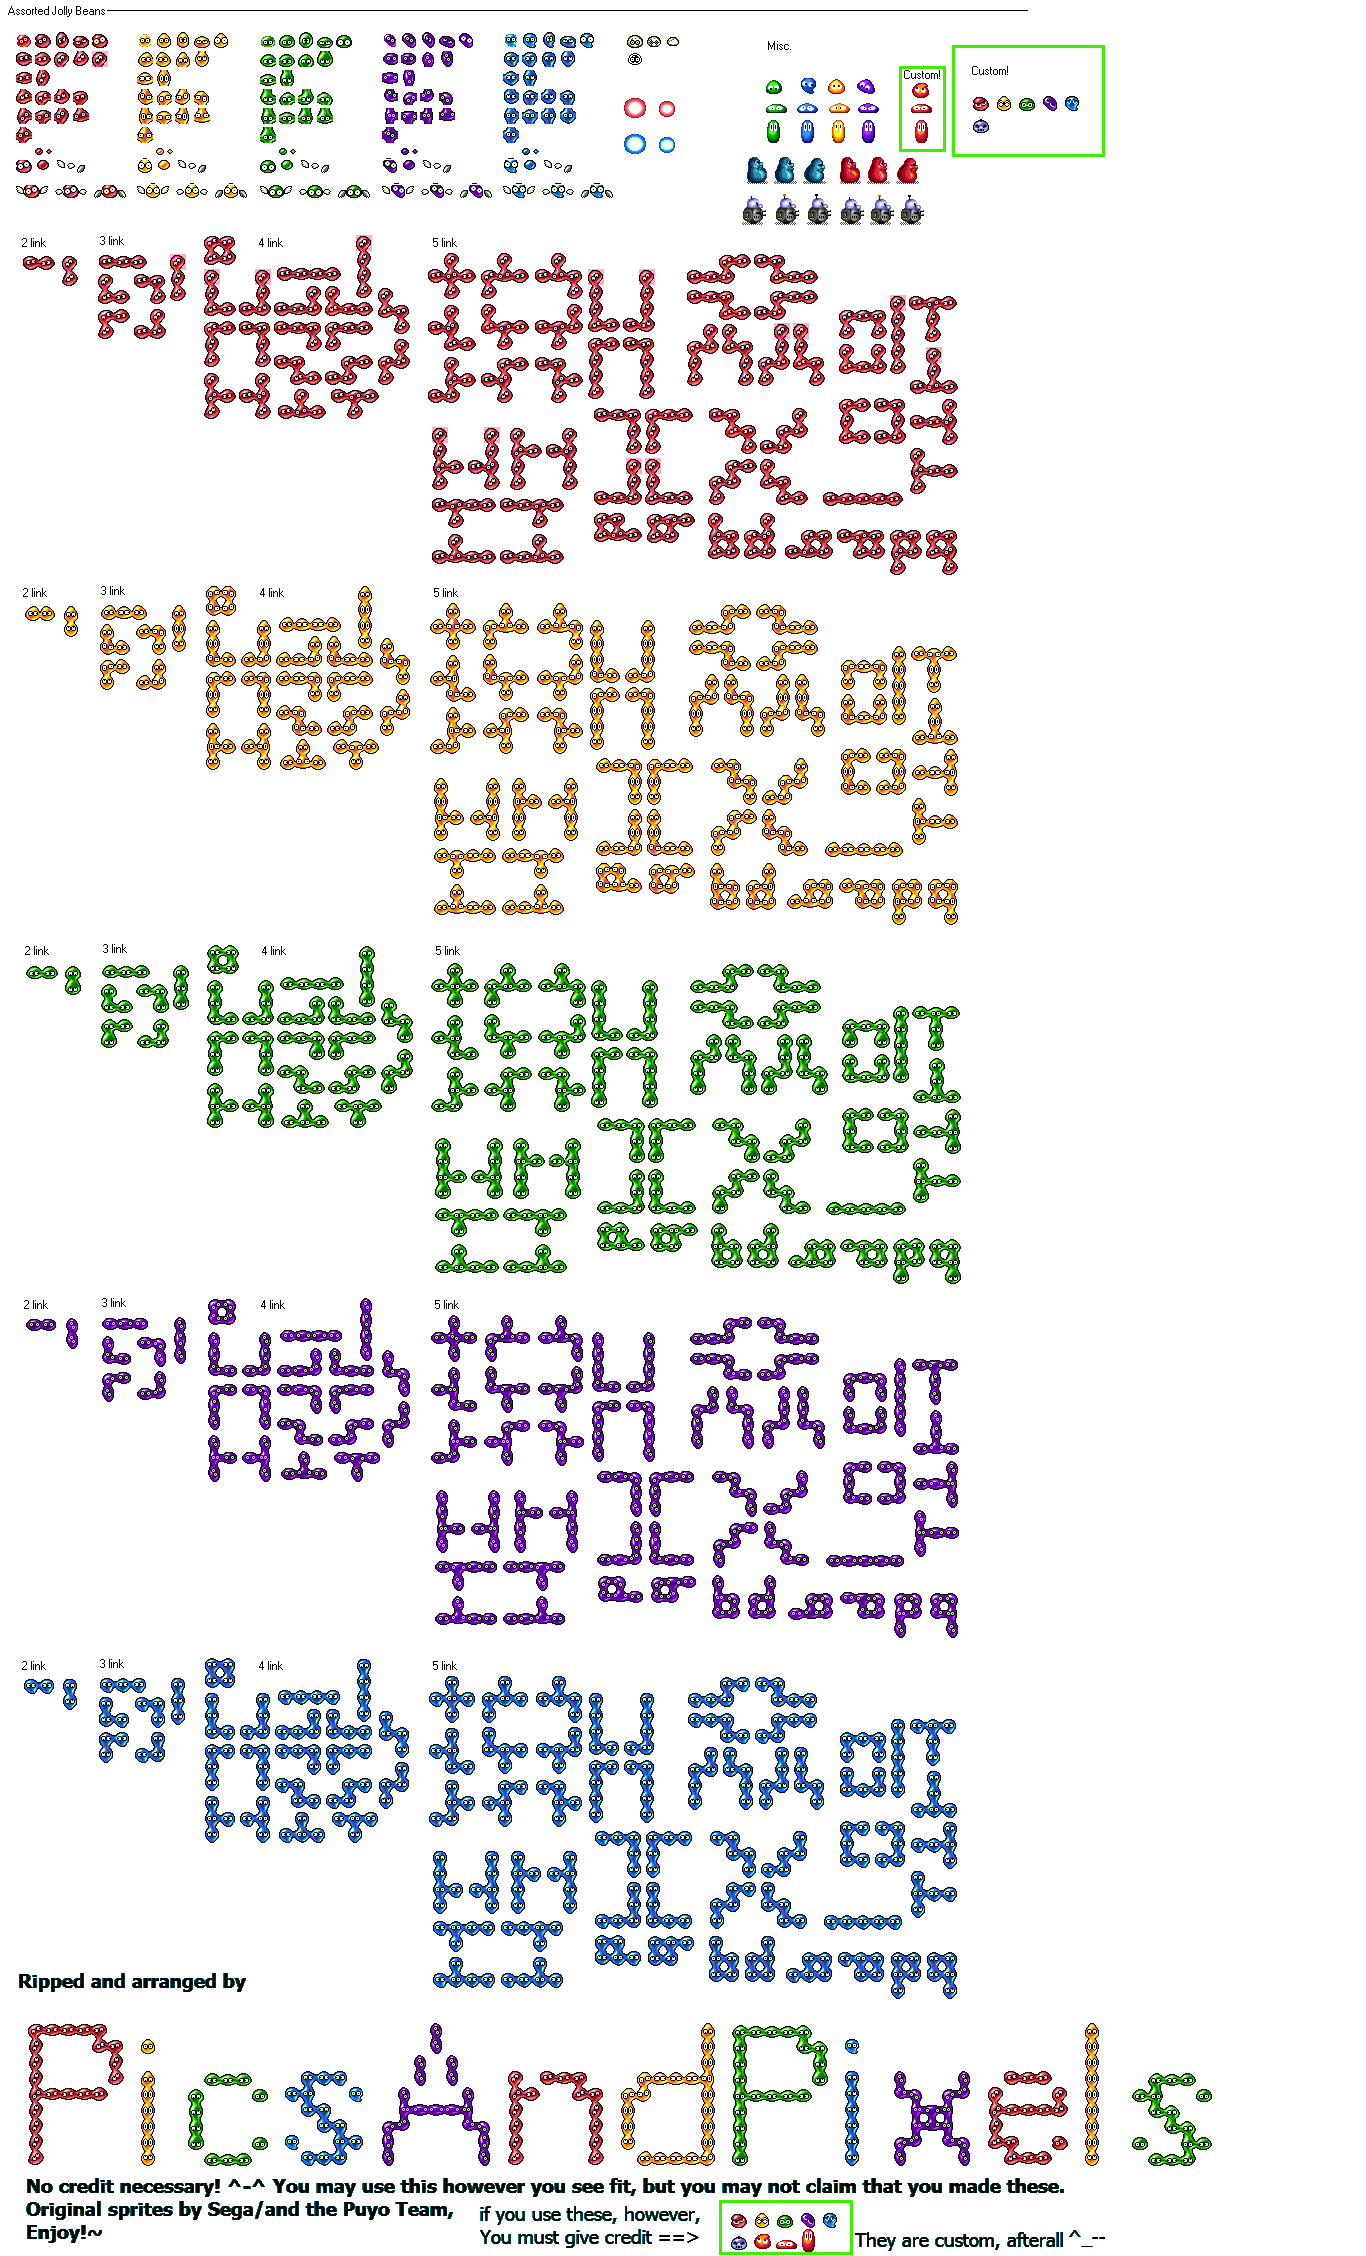 Assorted Jolly Beans
Misc.
Custom!
Custom!
2 link
3 link
4 link
5 link
2 link
3 link
4 link
5 link
2 link
3 link
4 link
5 link
2 link
3 link
4 link
5 link
2 link
3 link
4 link
5 link
Ripped and arranged by
PicsAndPixels
No credit necessary! ^-^ You may use this however you see fit, but you may not claim that you made these.
Original sprites by Sega/and the Puyo Team,
Enjoy!~
if you use these, however,
You must give credit ==>
They are custom, afterall ^_--